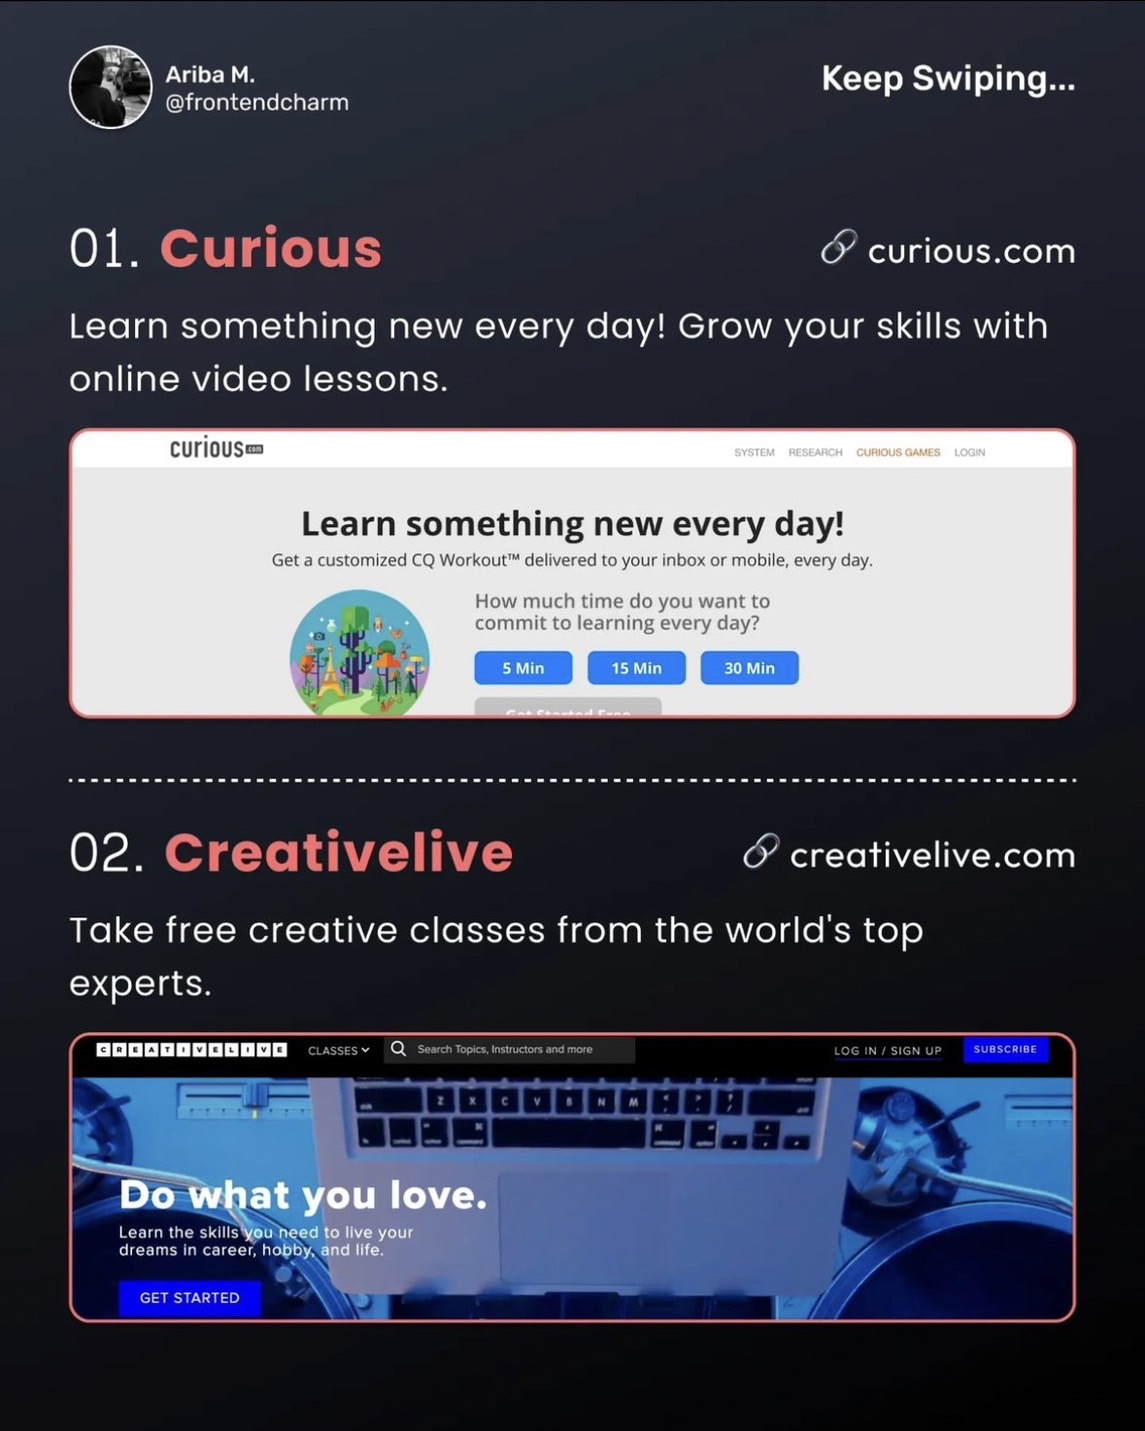 Ariba M.
@frontendcharm
Keep Swiping...
01. Curious
curious.com
Learn something new every day! Grow your skills with
online video lessons.
curious.com
SYSTEM RESEARCH CURIOUS GAMES LOGIN
Learn something new every day!
Get a customized CQ Workout™ delivered to your inbox or mobile, every day.
How much time do you want to
commit to learning every day?
5 Min 15 Min 30 Min
Get Started Free
02. Creativelive
creativelive.com
Take free creative classes from the world's top
experts.
CREATIVELIVE CLASSES Search Topics, Instructors and more LOG IN / SIGN UP SUBSCRIBE
Z X C V B N M
command option
Do what you love.
Learn the skills you need to live your
dreams in career, hobby, and life.
GET STARTED